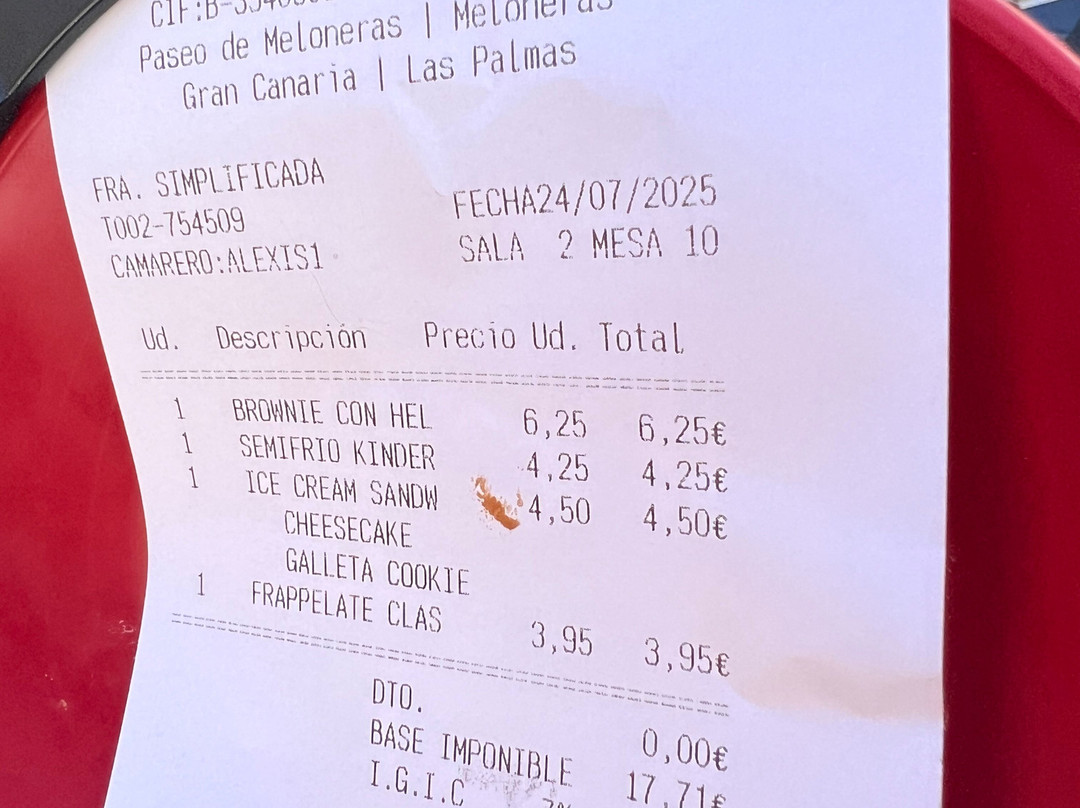 Paseo de Meloneras | Meloneras
Gran Canaria | Las Palmas
FRA. SIMPLIFICADA
T002-754509
FECHA24/07/2025
CAMARERO:ALEXIS1
SALA 2 MESA 10
Ud. Descripción Precio Ud. Total
1 BROWNIE CON HEL 6,25 6,25€
1 SEMIFRIO KINDER 4,25 4,25€
1 ICE CREAM SANDW 4,50 4,50€
CHEESECAKE
GALLETA COOKIE
1 FRAPPELATE CLAS 3,95 3,95€
DTO. 0,00€
BASE IMPONIBLE 17,71€
I.G.I.C